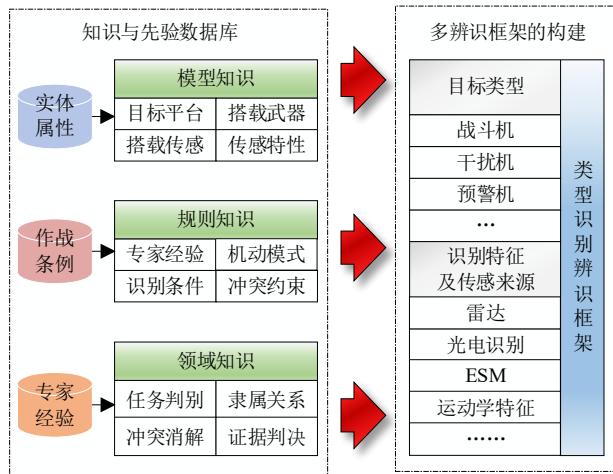 知识与先验数据库
实体
属性
模型知识
目标平台 搭载武器
搭载传感 传感特性
作战
条例
规则知识
专家经验 机动模式
识别条件 冲突约束
专家
经验
领域知识
任务判别 隶属关系
冲突消解 证据判决
多辨识框架的构建
目标类型
战斗机
干扰机
预警机
…
识别特征
及传感来源
雷达
光电识别
ESM
运动学特征
……
类型识别辨识框架